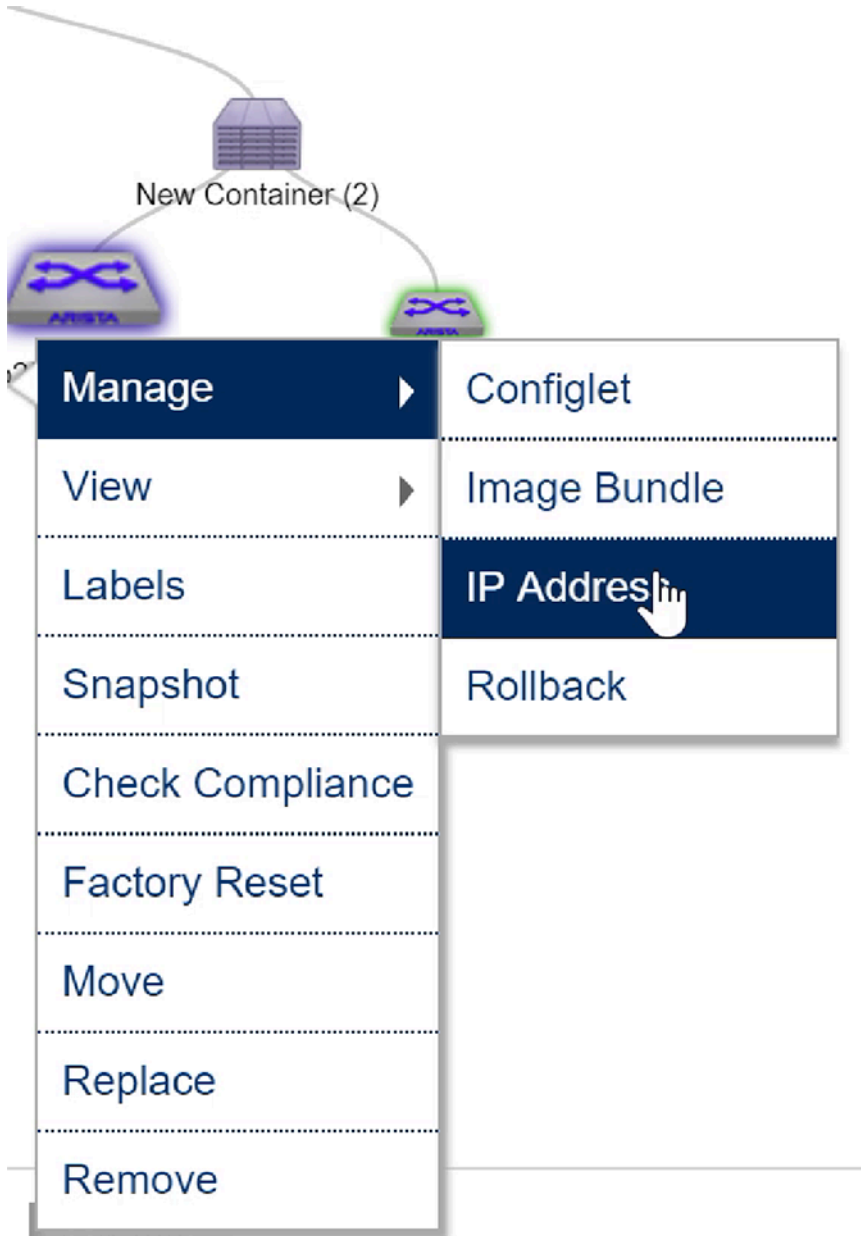 New Container (2)
ARISTA
ARISTA
Manage
View
Labels
Snapshot
Check Compliance
Factory Reset
Move
Replace
Remove
Configlet
Image Bundle
IP Addres
Rollback